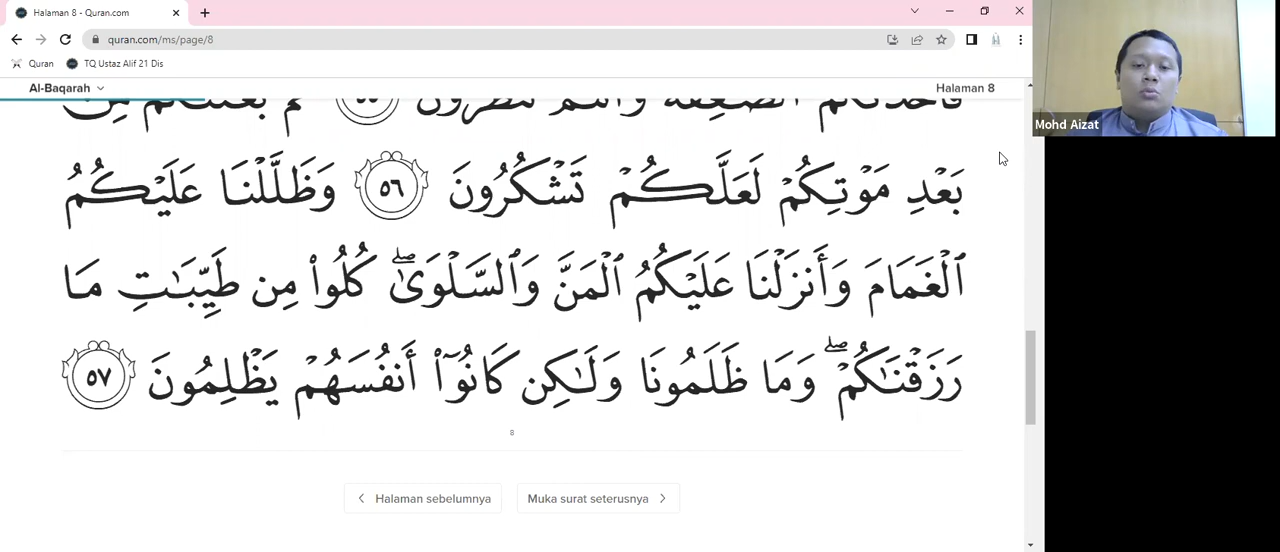 Halaman 8 - Quran.com
quran.com/ms/page/8
Quran
TQ Ustaz Alif 21 Dis
Al-Baqarah
Halaman 8
Mohd Aizat
بَعْدِ مَوْتِكُمْ لَعَلَّكُمْ تَشْكُرُونَ ٥٦ وَظَلَّلْنَا عَلَيْكُمُ
ٱلْغَمَامَ وَأَنزَلْنَا عَلَيْكُمُ ٱلْمَنَّ وَٱلسَّلْوَىٰ ۖ كُلُوا۟ مِن طَيِّبَـٰتِ مَا
رَزَقْنَـٰكُمْ ۖ وَمَا ظَلَمُونَا وَلَـٰكِن كَانُوٓا۟ أَنفُسَهُمْ يَظْلِمُونَ ٥٧
8
Halaman sebelumnya
Muka surat seterusnya